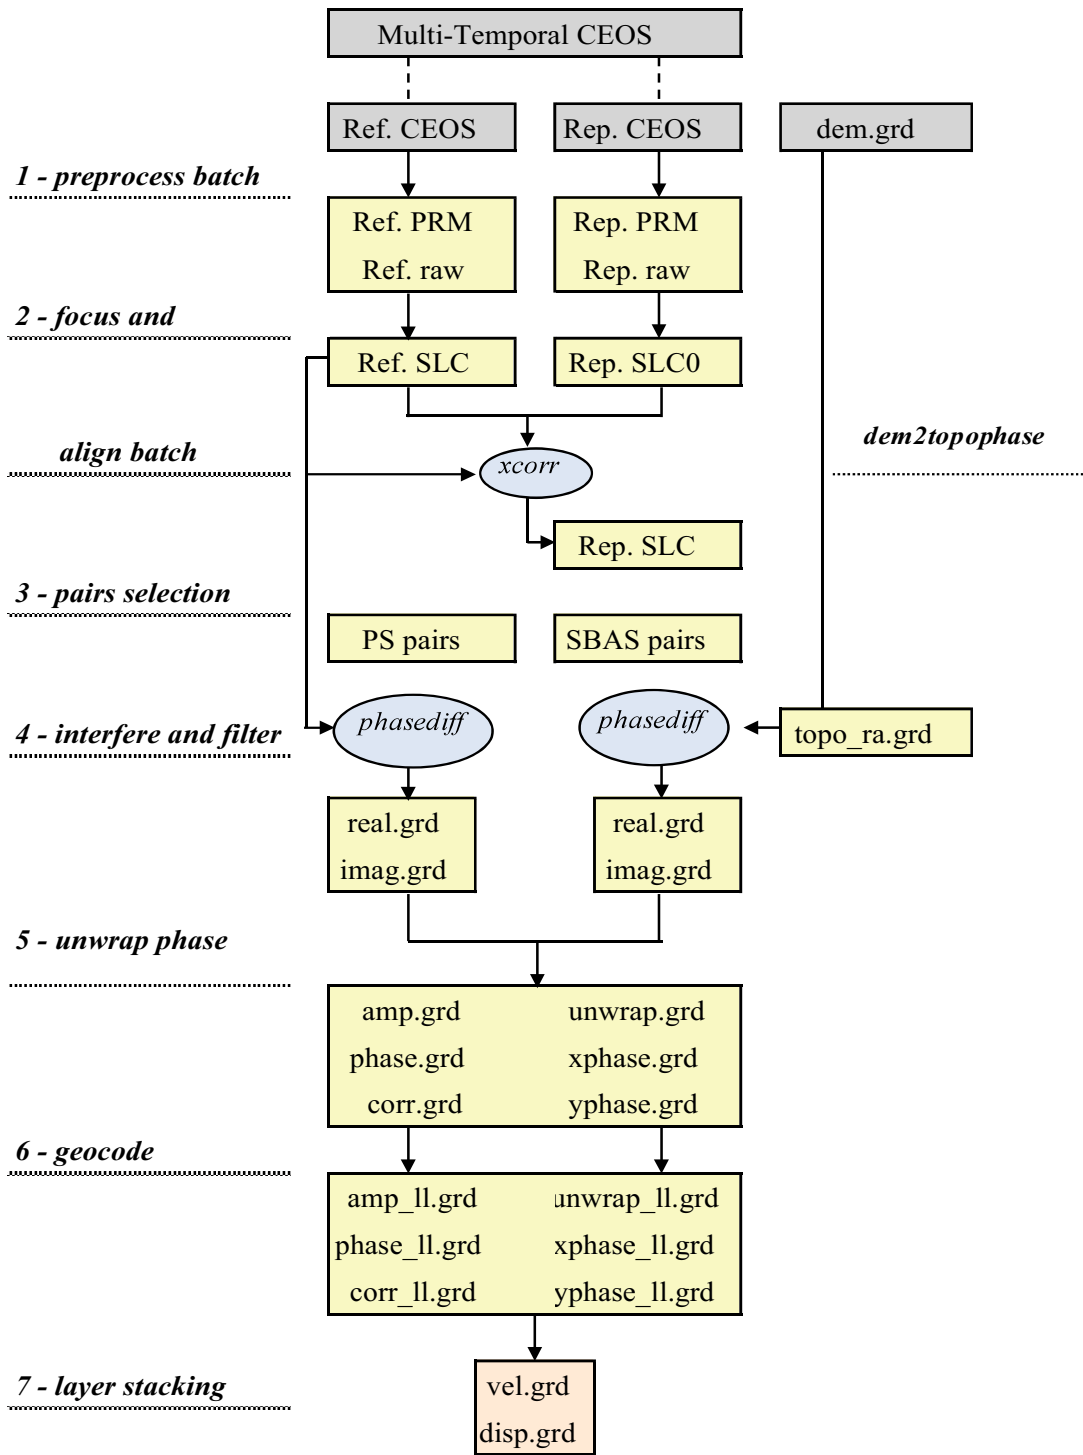 Multi-Temporal CEOS
Ref. CEOS
Rep. CEOS
dem.grd
1 - preprocess batch
Ref. PRM
Ref. raw
Rep. PRM
Rep. raw
2 - focus and
Ref. SLC
Rep. SLC0
align batch
xcorr
dem2topophase
Rep. SLC
3 - pairs selection
PS pairs
SBAS pairs
4 - interfere and filter
phasediff
phasediff
topo_ra.grd
real.grd
imag.grd
real.grd
imag.grd
5 - unwrap phase
amp.grd
phase.grd
corr.grd
unwrap.grd
xphase.grd
yphase.grd
6 - geocode
amp_ll.grd
phase_ll.grd
corr_ll.grd
unwrap_ll.grd
xphase_ll.grd
yphase_ll.grd
7 - layer stacking
vel.grd
disp.grd